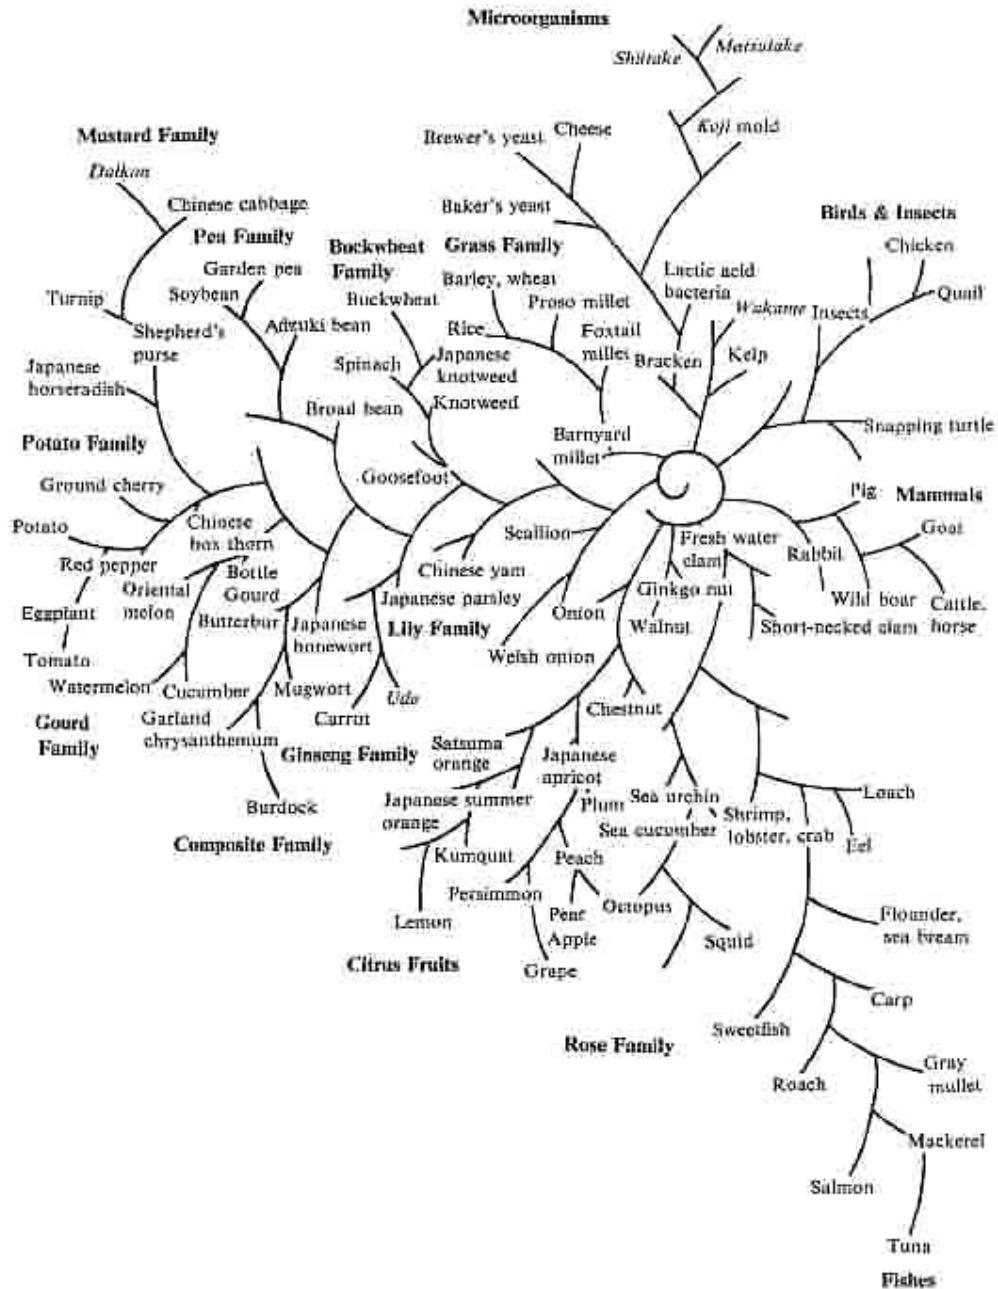 Microorganisms
Shiitake
Matsutake
Koji mold
Brewer's yeast
Cheese
Baker's yeast
Lactic acid
bacteria
Mustard Family
Daikon
Chinese cabbage
Turnip
Shepherd's
purse
Japanese
horseradish
Pea Family
Garden pea
Soybean
Adzuki bean
Broad bean
Buckwheat
Family
Buckwheat
Spinach
Japanese
knotweed
Knotweed
Goosefoot
Grass Family
Barley, wheat
Proso millet
Rice
Foxtail
millet
Barnyard
millet
Bracken
Wakame
Kelp
Birds & Insects
Chicken
Insects
Quail
Snapping turtle
Potato Family
Ground cherry
Potato
Chinese
box thorn
Red pepper
Eggplant
Tomato
Oriental
melon
Bottle
Gourd
Watermelon
Cucumber
Gourd
Family
Butterbur
Japanese
honewort
Mugwort
Garland
chrysanthemum
Burdock
Composite Family
Japanese parsley
Carrot
Udo
Ginseng Family
Scallion
Chinese yam
Lily Family
Welsh onion
Onion
Fresh water
clam
Ginkgo nut
Walnut
Chestnut
Short-necked clam
Pig
Mammals
Goat
Rabbit
Wild boar
Cattle,
horse
Satsuma
orange
Japanese summer
orange
Kumquat
Lemon
Citrus Fruits
Japanese
apricot
Plum
Peach
Persimmon
Pear
Apple
Grape
Rose Family
Sea urchin
Sea cucumber
Octopus
Squid
Shrimp,
lobster, crab
Loach
Eel
Flounder,
sea bream
Carp
Sweetfish
Roach
Gray
mullet
Mackerel
Salmon
Tuna
Fishes